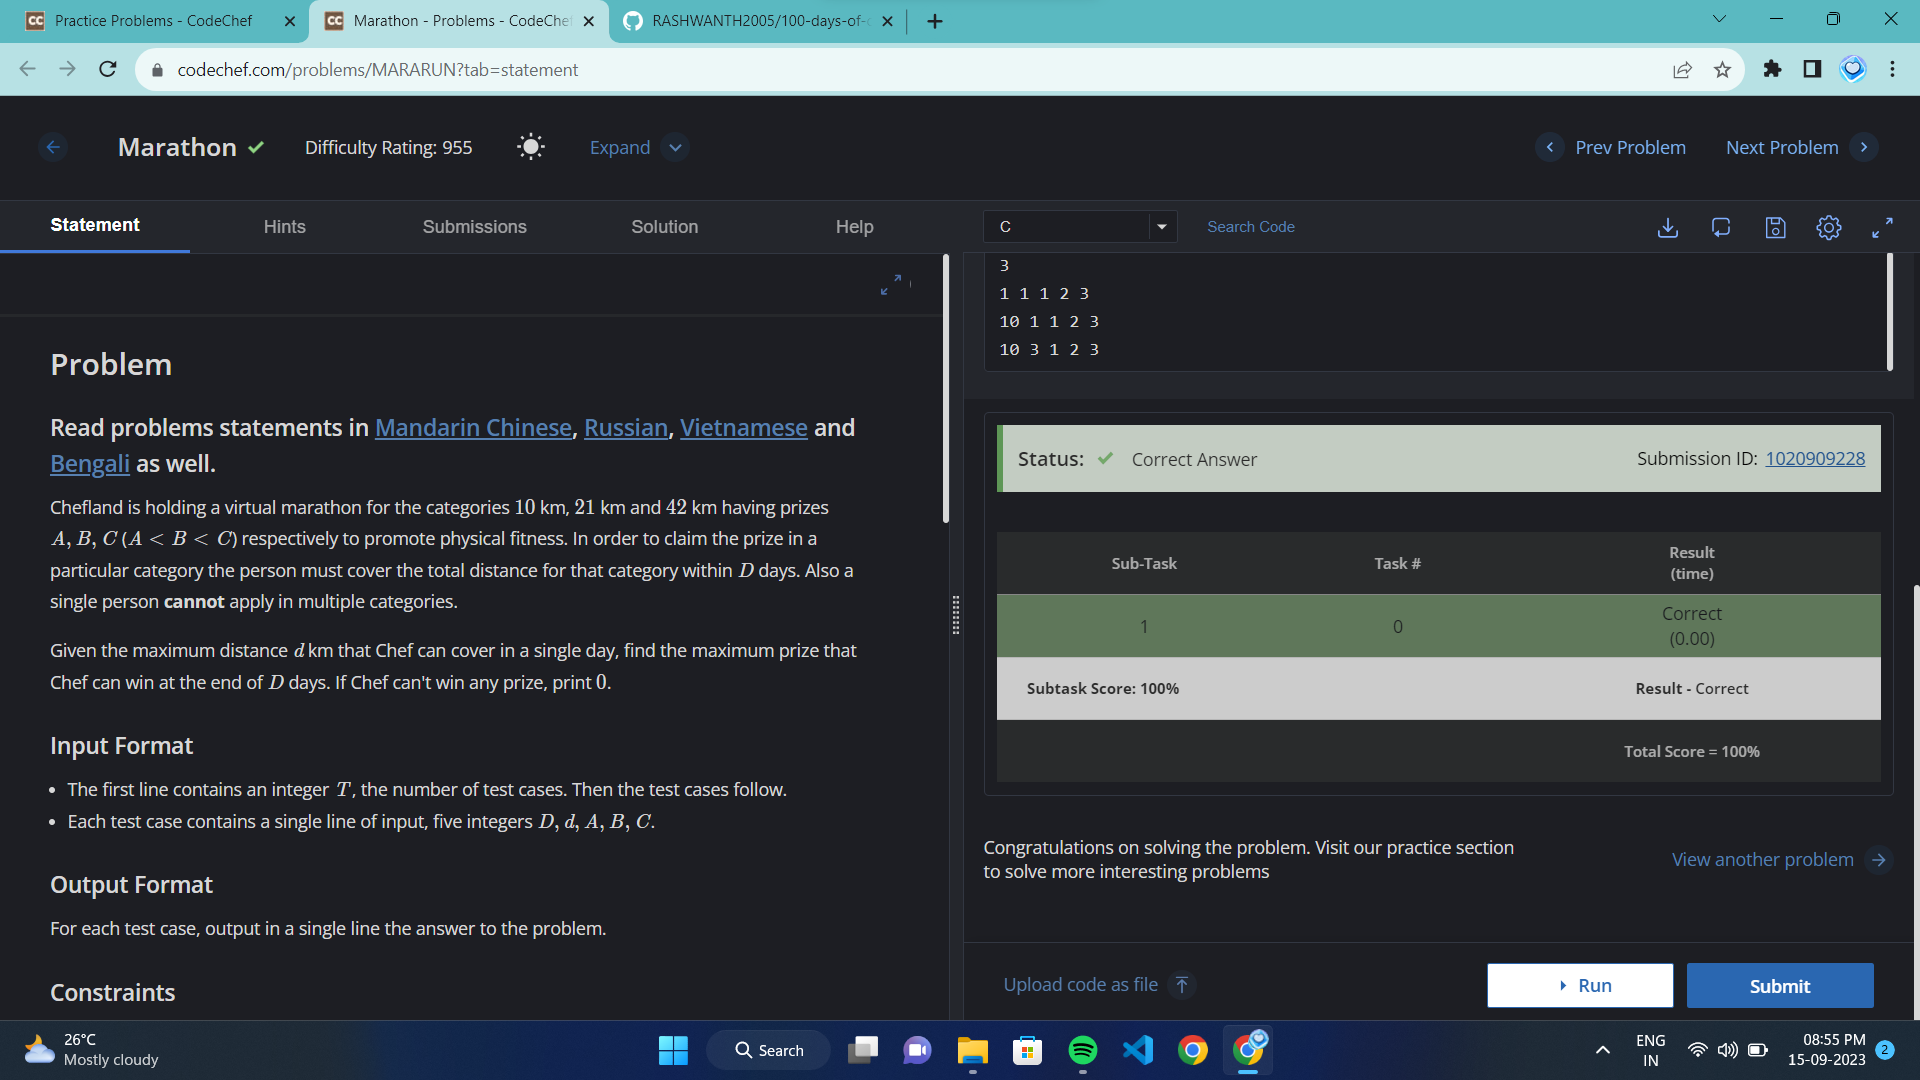 Practice Problems - CodeChef
Marathon - Problems - CodeChef
RASHWANTH2005/100-days-of-c
codechef.com/problems/MARARUN?tab=statement
Marathon
Difficulty Rating: 955
Expand
Prev Problem
Next Problem
Statement
Hints
Submissions
Solution
Help
C
Search Code
Problem
Read problems statements in Mandarin Chinese, Russian, Vietnamese and
Bengali as well.
Chefland is holding a virtual marathon for the categories 10 km, 21 km and 42 km having prizes
A, B, C (A < B < C) respectively to promote physical fitness. In order to claim the prize in a
particular category the person must cover the total distance for that category within D days. Also a
single person cannot apply in multiple categories.
Given the maximum distance d km that Chef can cover in a single day, find the maximum prize that
Chef can win at the end of D days. If Chef can't win any prize, print 0.
Input Format
• The first line contains an integer T, the number of test cases. Then the test cases follow.
• Each test case contains a single line of input, five integers D, d, A, B, C.
Output Format
For each test case, output in a single line the answer to the problem.
Constraints
3
1 1 1 2 3
10 1 1 2 3
10 3 1 2 3
Status: Correct Answer
Submission ID: 1020909228
Sub-Task
Task #
Result
(time)
1
0
Correct
(0.00)
Subtask Score: 100%
Result - Correct
Total Score = 100%
Congratulations on solving the problem. Visit our practice section
to solve more interesting problems
View another problem
Upload code as file
Run
Submit
26°C
Mostly cloudy
Search
ENG
IN
08:55 PM
15-09-2023
2